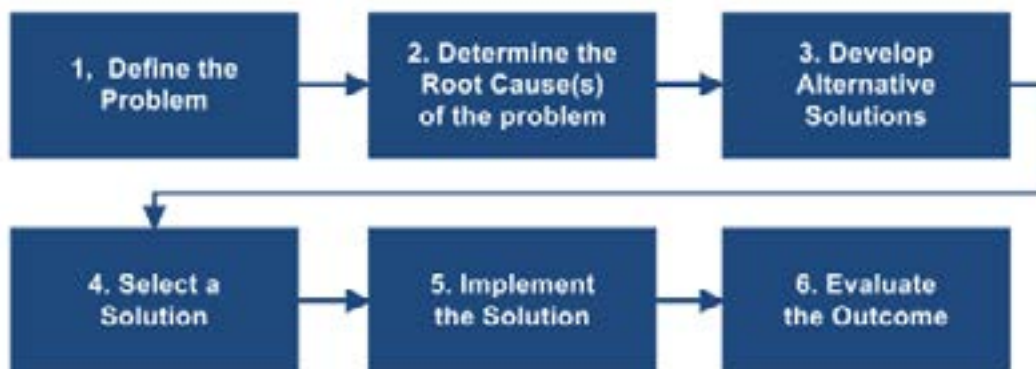 1, Define the
Problem
2. Determine the
Root Cause(s)
of the problem
3. Develop
Alternative
Solutions
4. Select a
Solution
5. Implement
the Solution
6. Evaluate
the Outcome